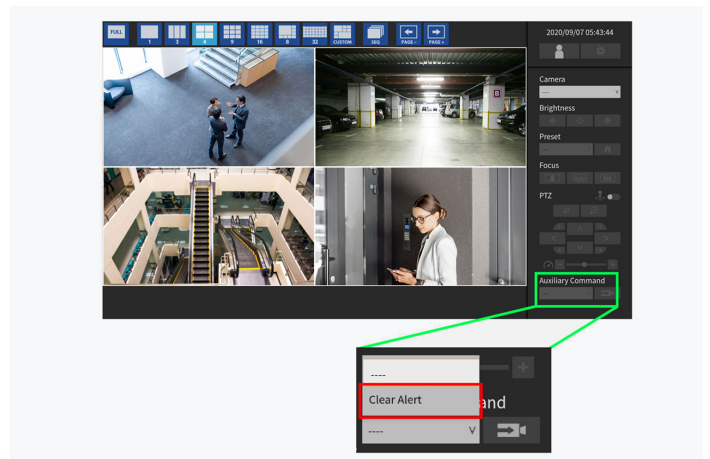 FULL
1
3
4
9
16
8
32
CUSTOM
SEQ
PAGE -
PAGE +
2020/09/07 05:43:44
Camera
----
Brightness
Preset
---
Focus
PTZ
Auxiliary Command
----
B
----
Clear Alert
and
----